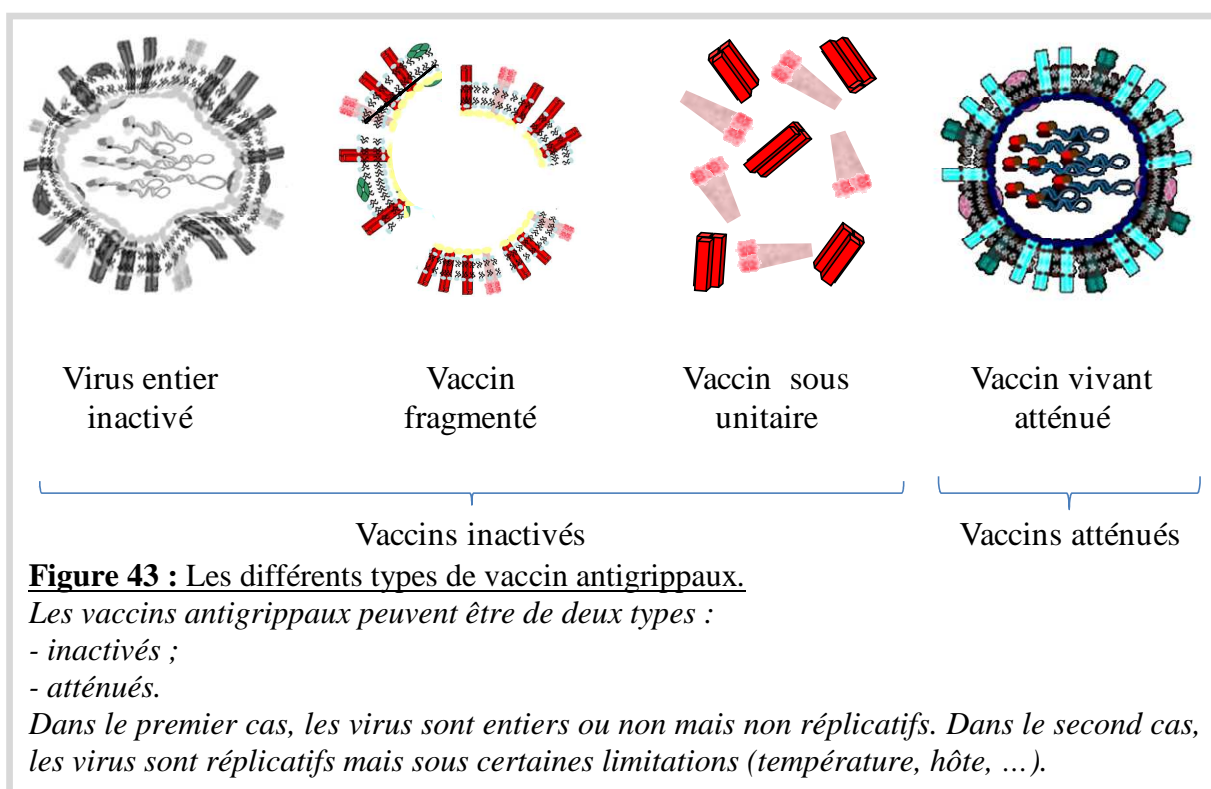 Virus entier
inactivé
Vaccin
fragmenté
Vaccin sous
unitaire
Vaccin vivant
atténué
Vaccins inactivés
Vaccins atténués
Figure 43 : Les différents types de vaccin antigrippaux.
Les vaccins antigrippaux peuvent être de deux types :
- inactivés ;
- atténués.
Dans le premier cas, les virus sont entiers ou non mais non réplicatifs. Dans le second cas,
les virus sont réplicatifs mais sous certaines limitations (température, hôte, …).